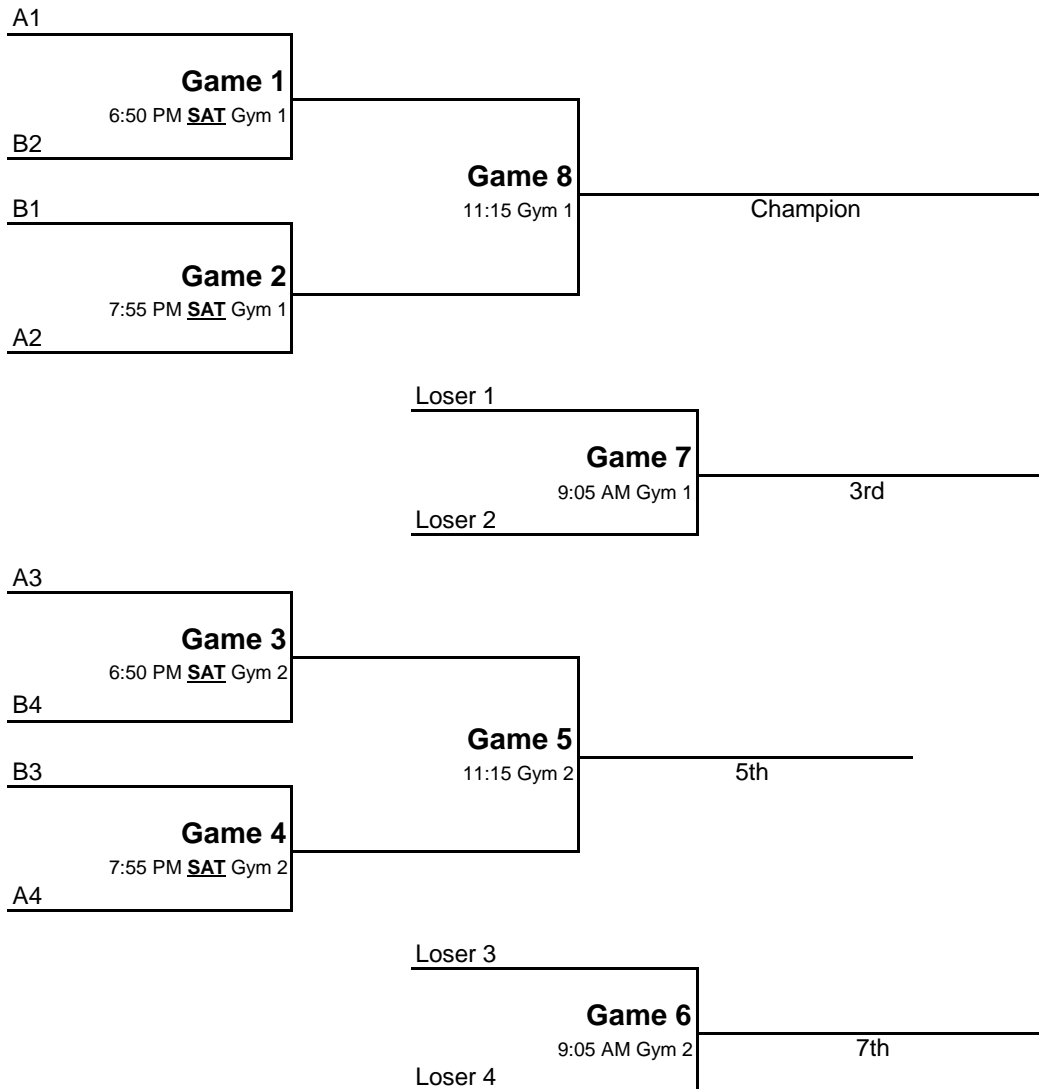 A1
Game 1
6:50 PM SAT Gym 1
B2
Game 8
11:15 Gym 1
Champion
B1
Game 2
7:55 PM SAT Gym 1
A2
Loser 1
Game 7
9:05 AM Gym 1
3rd
Loser 2
A3
Game 3
6:50 PM SAT Gym 2
B4
Game 5
11:15 Gym 2
5th
B3
Game 4
7:55 PM SAT Gym 2
A4
Loser 3
Game 6
9:05 AM Gym 2
7th
Loser 4